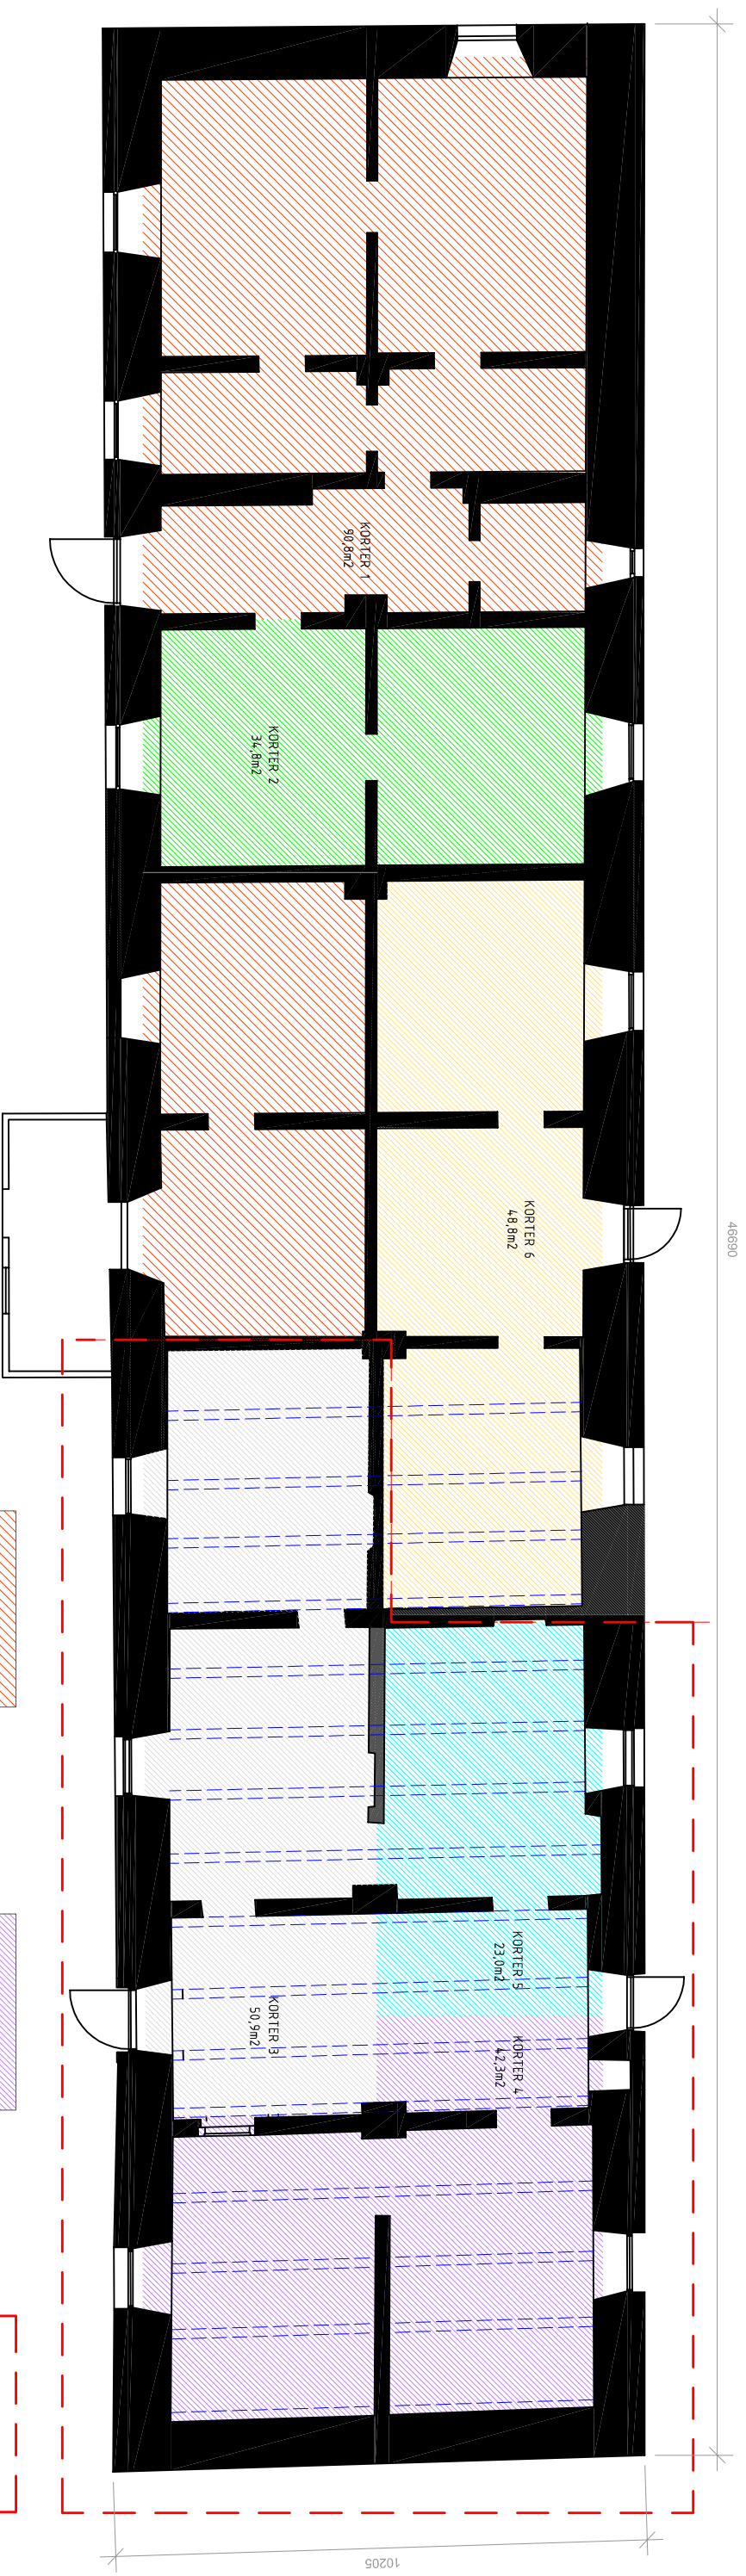 KORTER 1
90,8m2
KORTER 2
34,8m2
KORTER 6
48,8m2
46690
KORTER 5
23,0m2
KORTER 4
42,3m2
KORTER 3
50,9m2
10205